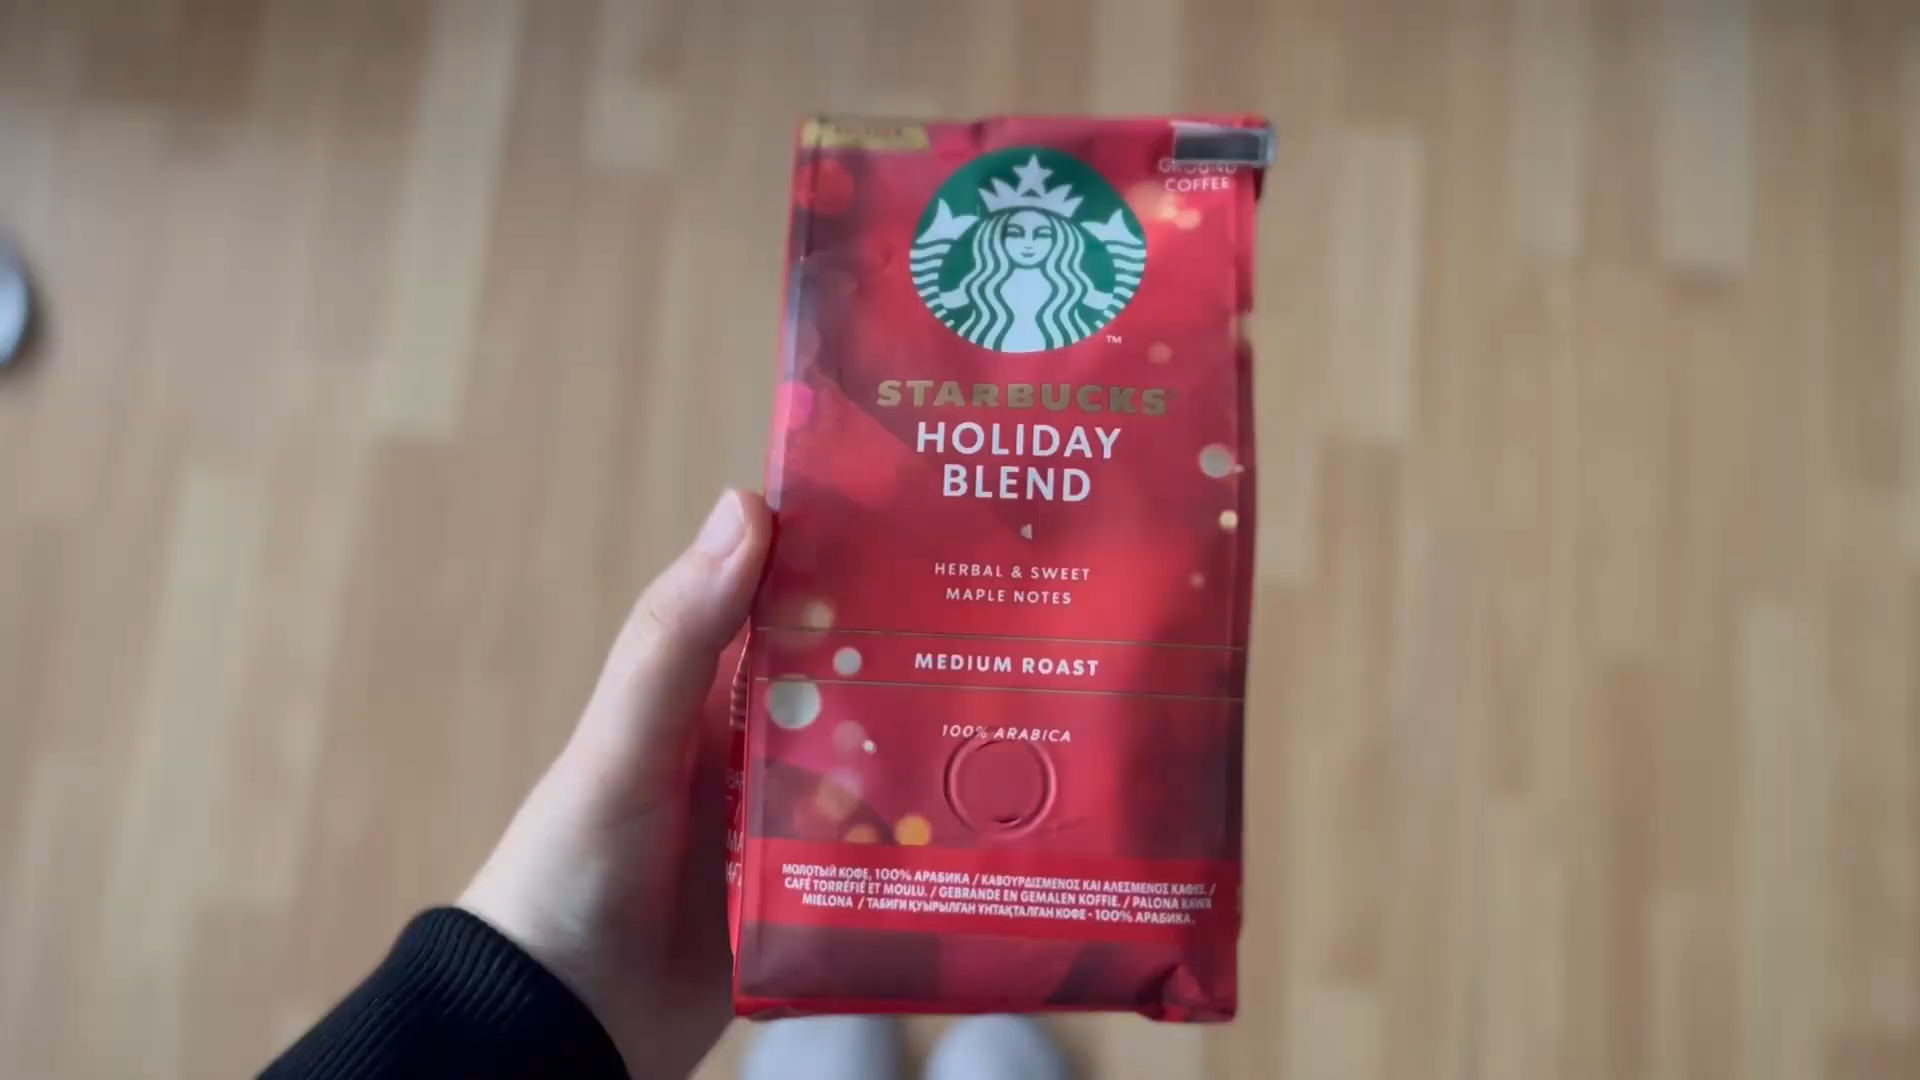 GROUND
COFFEE
™
STARBUCKS
HOLIDAY
BLEND
HERBAL & SWEET
MAPLE NOTES
MEDIUM ROAST
100% ARABICA
МОЛОТЫЙ КОФЕ, 100% АРАБИКА / ΚΑΒΟΥΡΔΙΣΜΕΝΟΣ ΚΑΙ ΑΛΕΣΜΕΝΟΣ ΚΑΦΕΣ. /
CAFÉ TORRÉFIÉ ET MOULU. / GEBRANDE EN GEMALEN KOFFIE. / PALONA KAWA
MIELONA / ТАБИҒИ ҚУЫРЫЛҒАН ҰНТАҚТАЛҒАН КОФЕ - 100% АРАБИКА.